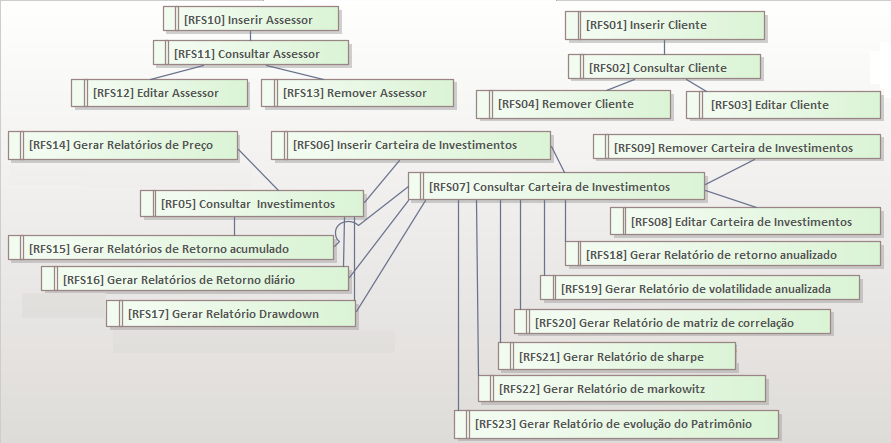 [RFS10] Inserir Assessor
[RFS01] Inserir Cliente
[RFS11] Consultar Assessor
[RFS02] Consultar Cliente
[RFS12] Editar Assessor
[RFS13] Remover Assessor
[RFS04] Remover Cliente
[RFS03] Editar Cliente
[RFS14] Gerar Relatórios de Preço
[RFS06] Inserir Carteira de Investimentos
[RFS09] Remover Carteira de Investimentos
[RFS07] Consultar Carteira de Investimentos
[RF05] Consultar Investimentos
[RFS08] Editar Carteira de Investimentos
[RFS15] Gerar Relatórios de Retorno acumulado
[RFS18] Gerar Relatório de retorno anualizado
[RFS16] Gerar Relatórios de Retorno diário
[RFS19] Gerar Relatório de volatilidade anualizada
[RFS17] Gerar Relatório Drawdown
[RFS20] Gerar Relatório de matriz de correlação
[RFS21] Gerar Relatório de sharpe
[RFS22] Gerar Relatório de markowitz
[RFS23] Gerar Relatório de evolução do Patrimônio